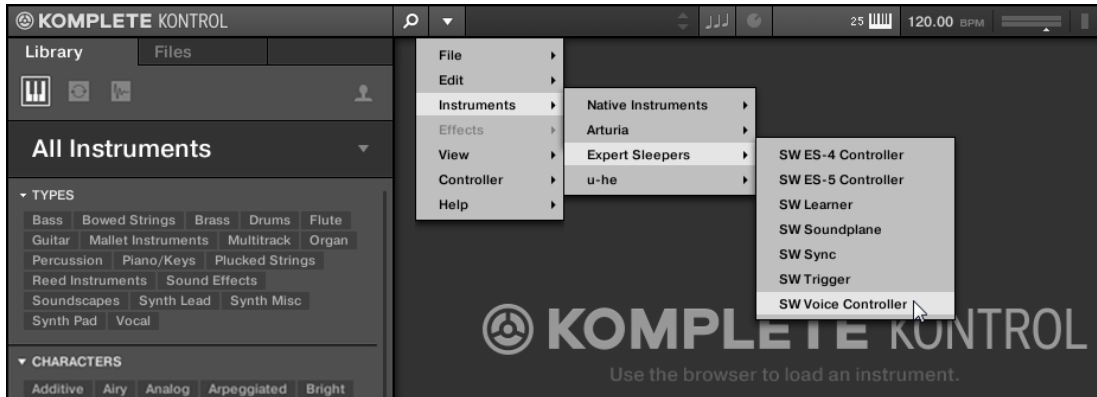 KOMPLETE KONTROL
25 120.00 BPM
Library Files
All Instruments
TYPES
Bass Bowed Strings Brass Drums Flute
Guitar Mallet Instruments Multitrack Organ
Percussion Piano/Keys Plucked Strings
Reed Instruments Sound Effects
Soundscapes Synth Lead Synth Misc
Synth Pad Vocal
CHARACTERS
Additive Airy Analog Arpeggiated Bright
File
Edit
Instruments
Effects
View
Controller
Help
Native Instruments
Arturia
Expert Sleepers
u-he
SW ES-4 Controller
SW ES-5 Controller
SW Learner
SW Soundplane
SW Sync
SW Trigger
SW Voice Controller
KOMPLETE KONTROL
Use the browser to load an instrument.